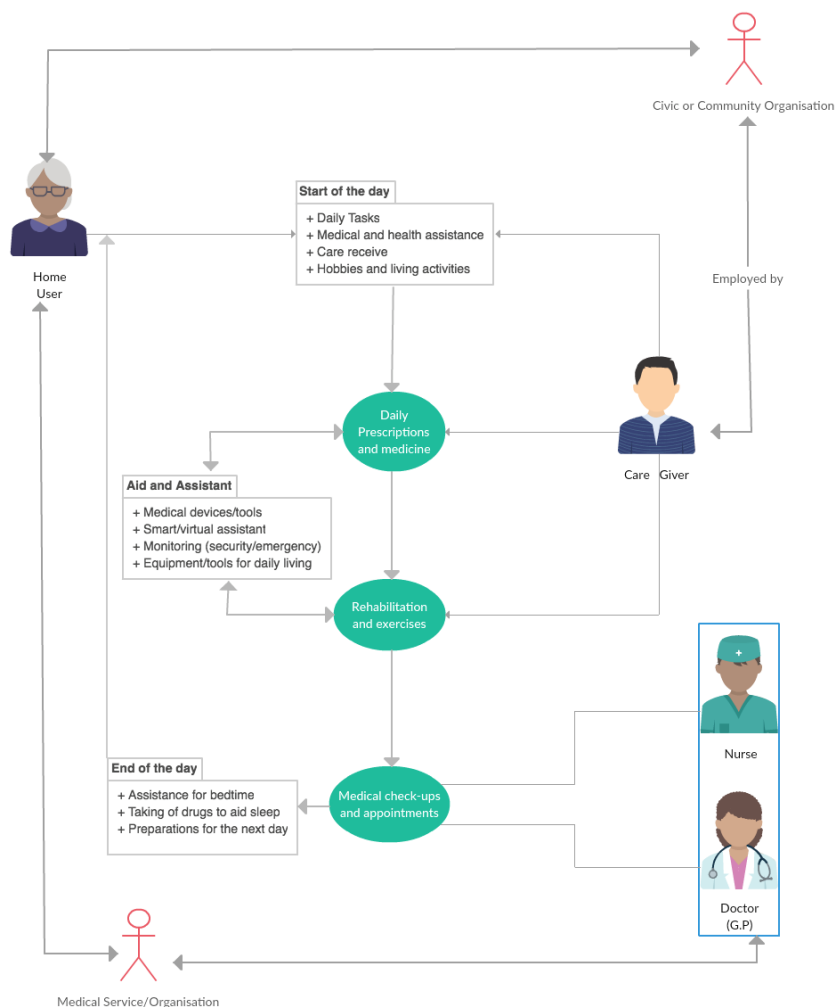 Civic or Community Organisation
Home
User
Start of the day
+ Daily Tasks
+ Medical and health assistance
+ Care receive
+ Hobbies and living activities
Employed by
Daily
Prescriptions
and medicine
Care Giver
Aid and Assistant
+ Medical devices/tools
+ Smart/virtual assistant
+ Monitoring (security/emergency)
+ Equipment/tools for daily living
Rehabilitation
and exercises
Nurse
End of the day
+ Assistance for bedtime
+ Taking of drugs to aid sleep
+ Preparations for the next day
Medical check-ups
and appointments
Doctor
(G.P)
Medical Service/Organisation